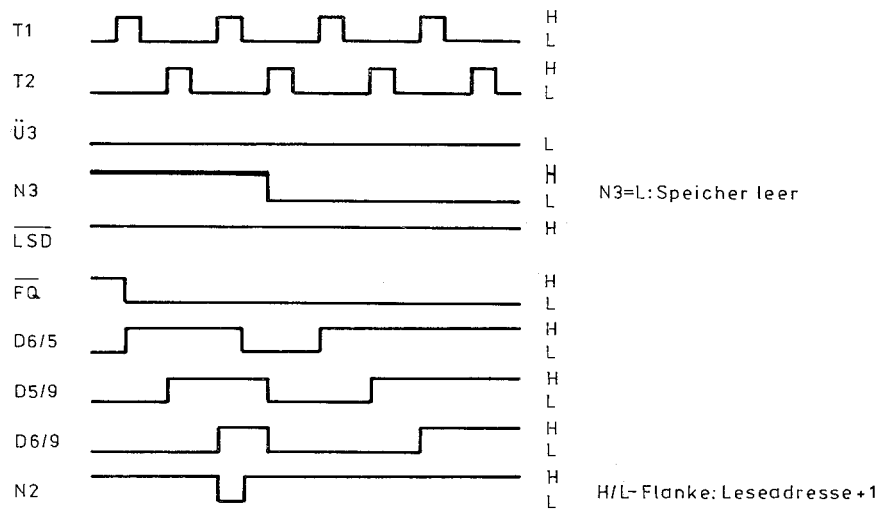 T1 H
L
T2 H
L
Ü3 L
N3 H
H
L
N3=L: Speicher leer
LSD H
FQ H
L
D6/5 H
L
D5/9 H
L
D6/9 H
L
N2 H
L
H/L-Flanke: Leseadresse+1